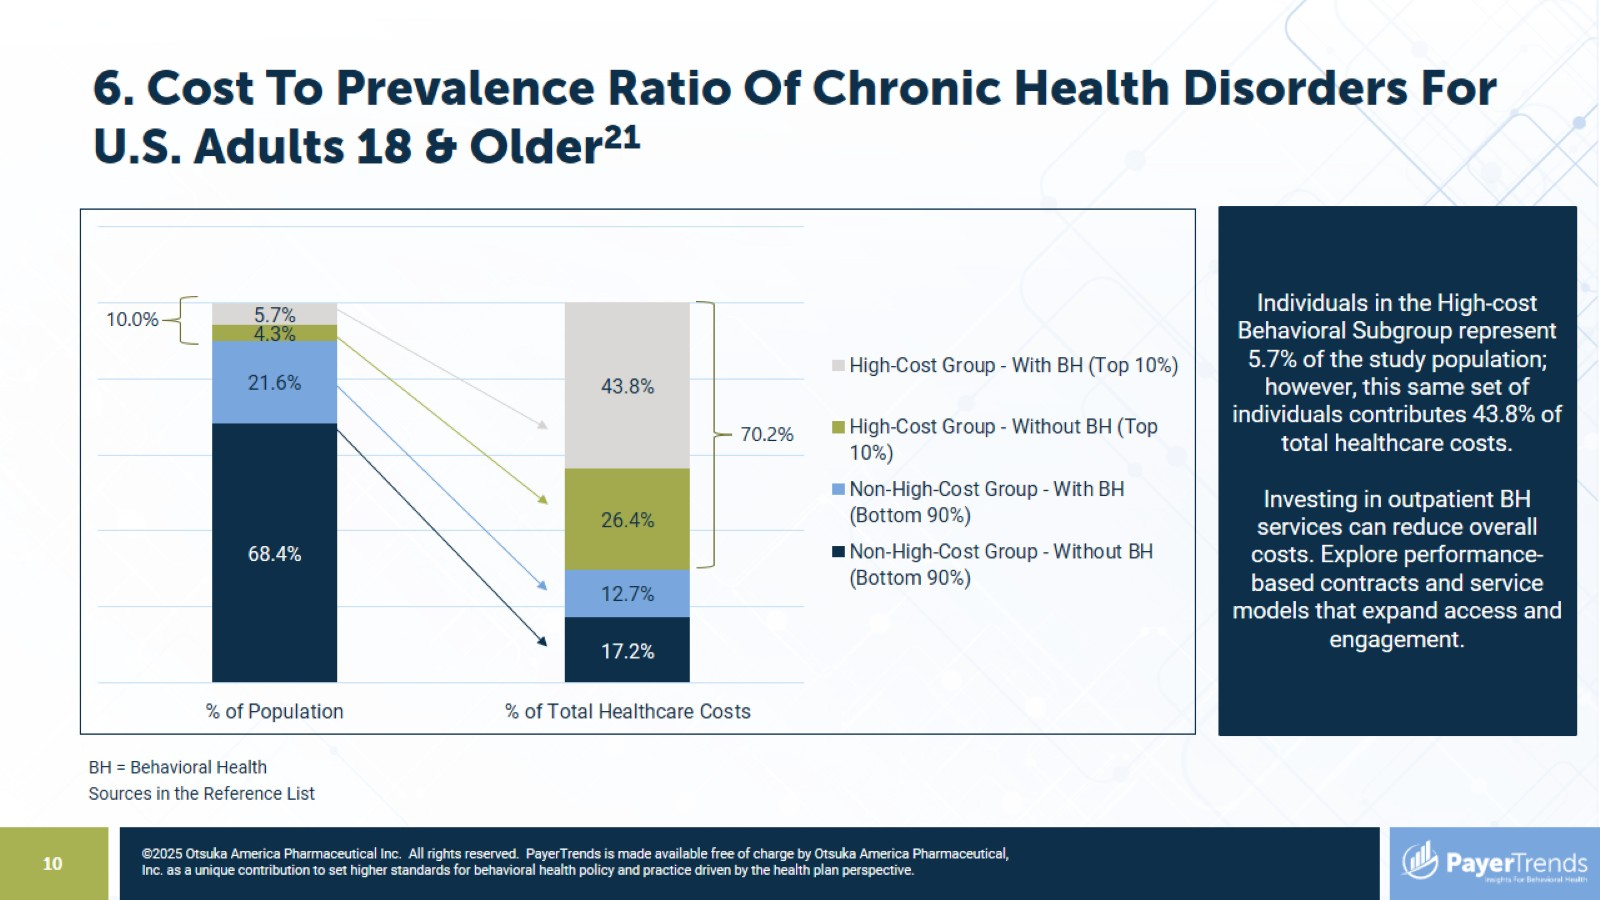 6. Cost To Prevalence Ratio Of Chronic Health Disorders For
U.S. Adults 18 & Older²¹
10.0%
5.7%
4.3%
21.6%
68.4%
43.8%
26.4%
12.7%
17.2%
70.2%
% of Population
% of Total Healthcare Costs
High-Cost Group - With BH (Top 10%)
High-Cost Group - Without BH (Top
10%)
Non-High-Cost Group - With BH
(Bottom 90%)
Non-High-Cost Group - Without BH
(Bottom 90%)
Individuals in the High-cost
Behavioral Subgroup represent
5.7% of the study population;
however, this same set of
individuals contributes 43.8% of
total healthcare costs.
Investing in outpatient BH
services can reduce overall
costs. Explore performance-
based contracts and service
models that expand access and
engagement.
BH = Behavioral Health
Sources in the Reference List
10
©2025 Otsuka America Pharmaceutical Inc. All rights reserved. PayerTrends is made available free of charge by Otsuka America Pharmaceutical,
Inc. as a unique contribution to set higher standards for behavioral health policy and practice driven by the health plan perspective.
PayerTrends
Insights For Behavioral Health